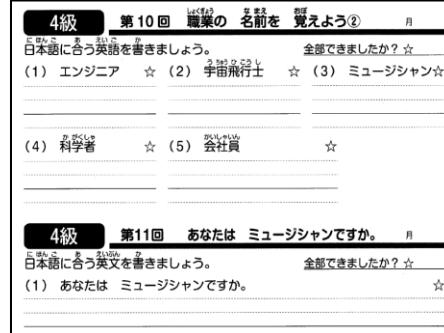 4級 第10回 職業の 名前を 覚えよう② 月
日本語に合う英語を書きましょう。 全部できましたか？☆
(1) エンジニア ☆ (2) 宇宙飛行士 ☆ (3) ミュージシャン☆
(4) 科学者 ☆ (5) 会社員 ☆
4級 第11回 あなたは ミュージシャンですか。 月
日本語に合う英文を書きましょう。 全部できましたか？☆
(1) あなたは ミュージシャンですか。 ☆